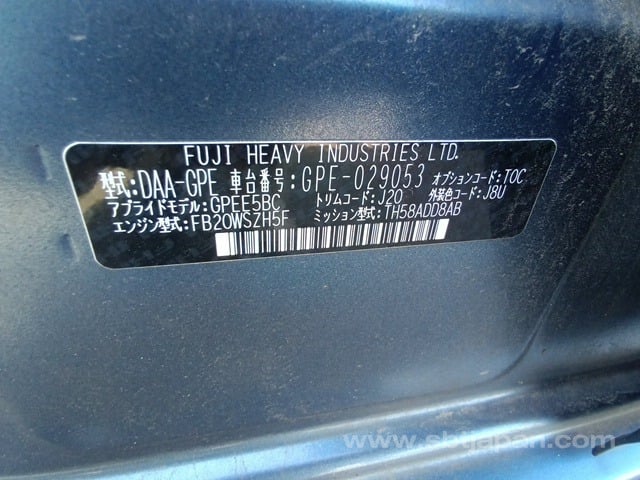 FUJI HEAVY INDUSTRIES LTD.
型式:DAA-GPE 車台番号:GPE-029053 オプションコード:TOC
アプライドモデル:GPEE5BC トリムコード:J20 外装色コード:J8U
エンジン型式:FB20WSZH5F ミッション型式:TH58ADD8AB
www.sbtjapan.com